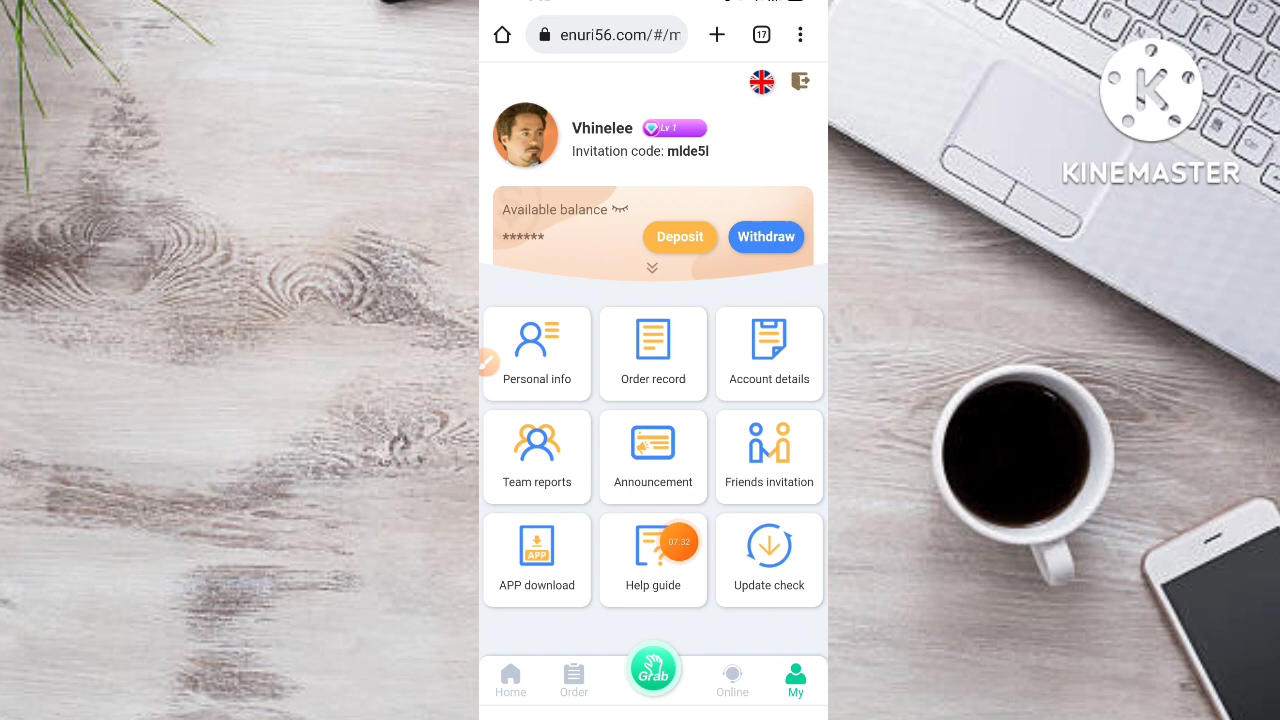 enuri56.com/#/m
17
Vhinelee Lv 1
Invitation code: mlde5l
Available balance
******
Deposit
Withdraw
Personal info
Order record
Account details
Team reports
Announcement
Friends invitation
APP
APP download
07:32
Help guide
Update check
Home
Order
Grab
Online
My
K
KINEMASTER